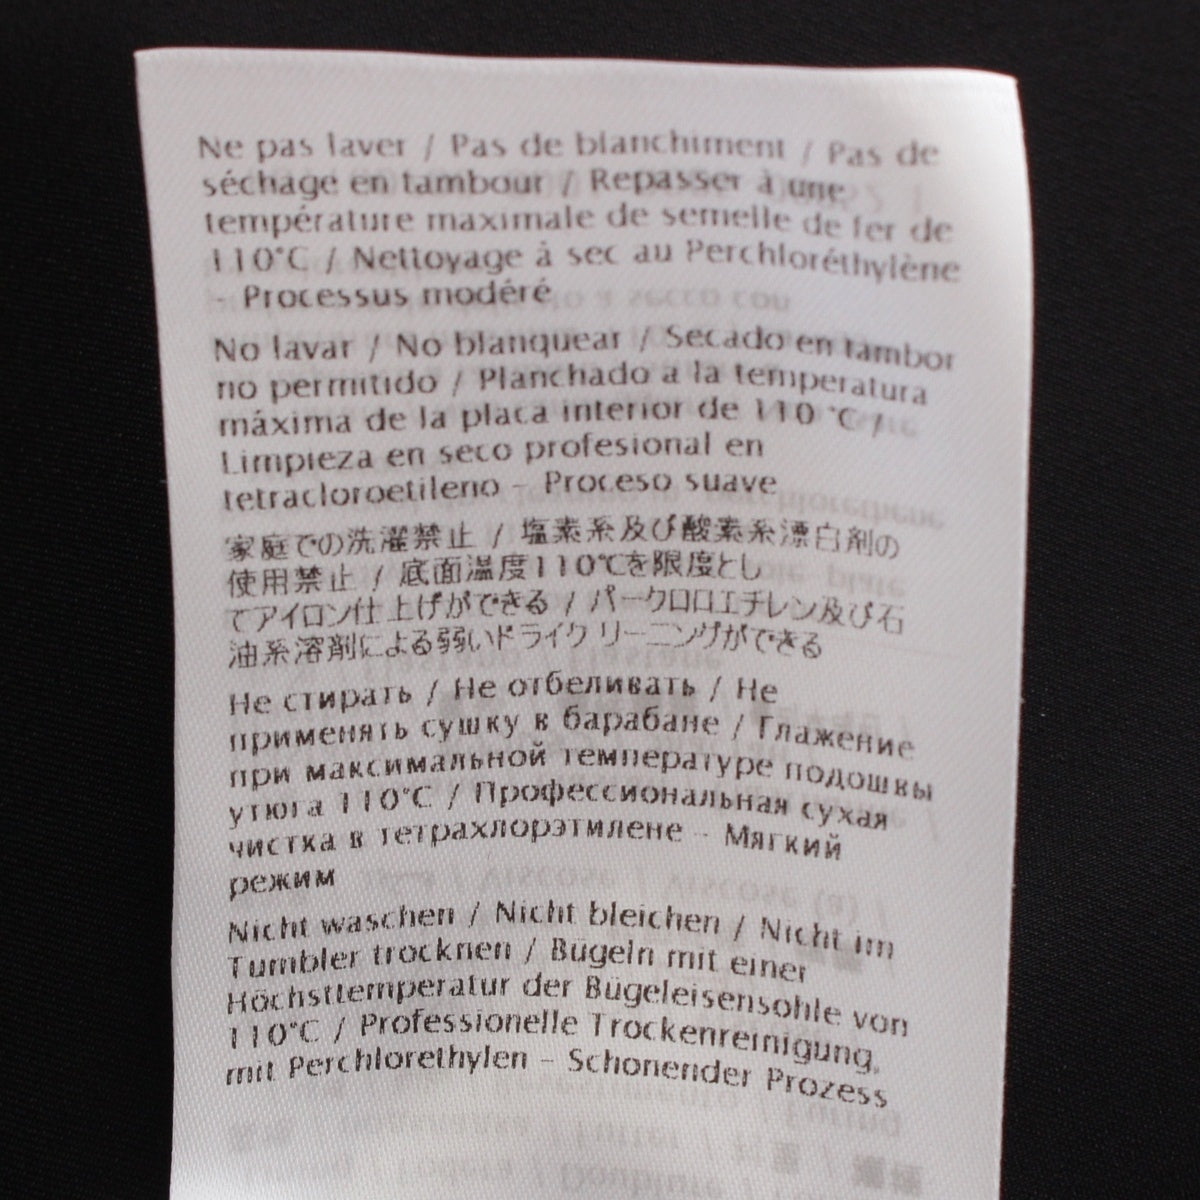 Ne pas laver / Pas de blanchiment / Pas de
séchage en tambour / Repasser à une
température maximale de semelle de fer de
110°C / Nettoyage à sec au Perchloréthylène
- Processus modéré
No lavar / No blanquear / Secado en tambor
no permitido / Planchado a la temperatura
máxima de la placa interior de 110 °C /
Limpieza en seco profesional en
tetracloroetileno - Proceso suave
家庭での洗濯禁止 / 塩素系及び酸素系漂白剤の
使用禁止 / 底面温度110℃を限度とし
てアイロン仕上げができる / パークロロエチレン及び石
油系溶剤による弱いドライクリーニングができる
Не стирать / Не отбеливать / Не
применять сушку в барабане / Глажение
при максимальной температуре подошвы
утюга 110°C / Профессиональная сухая
чистка в тетрахлорэтилене - Мягкий
режим
Nicht waschen / Nicht bleichen / Nicht im
Tumbler trocknen / Bügeln mit einer
Höchsttemperatur der Bügeleisensohle von
110°C / Professionelle Trockenreinigung,
mit Perchlorethylen - Schonender Prozess